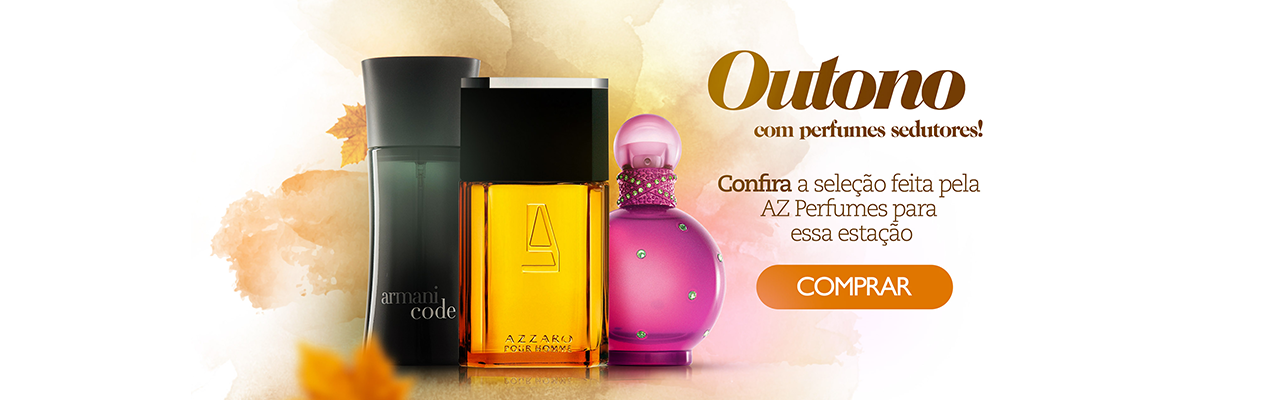 armani
code
AZZARO
POUR HOMME
Outono
com perfumes sedutores!
Confira a seleção feita pela
AZ Perfumes para
essa estação
COMPRAR